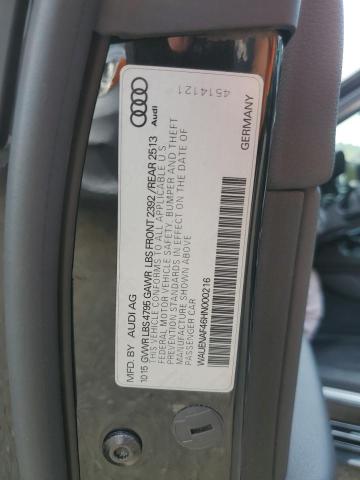 Audi
4514121
MFD. BY AUDI AG
GERMANY
10 15 GVWR LBS 4795 GAWR LBS FRONT 2392 / REAR 2513
THIS VEHICLE CONFORMS TO ALL APPLICABLE U.S.
FEDERAL MOTOR VEHICLE SAFETY, BUMPER AND THEFT
PREVENTION STANDARDS IN EFFECT ON THE DATE OF
MANUFACTURE SHOWN ABOVE.
PASSENGER CAR
WAUENAF46HN000216